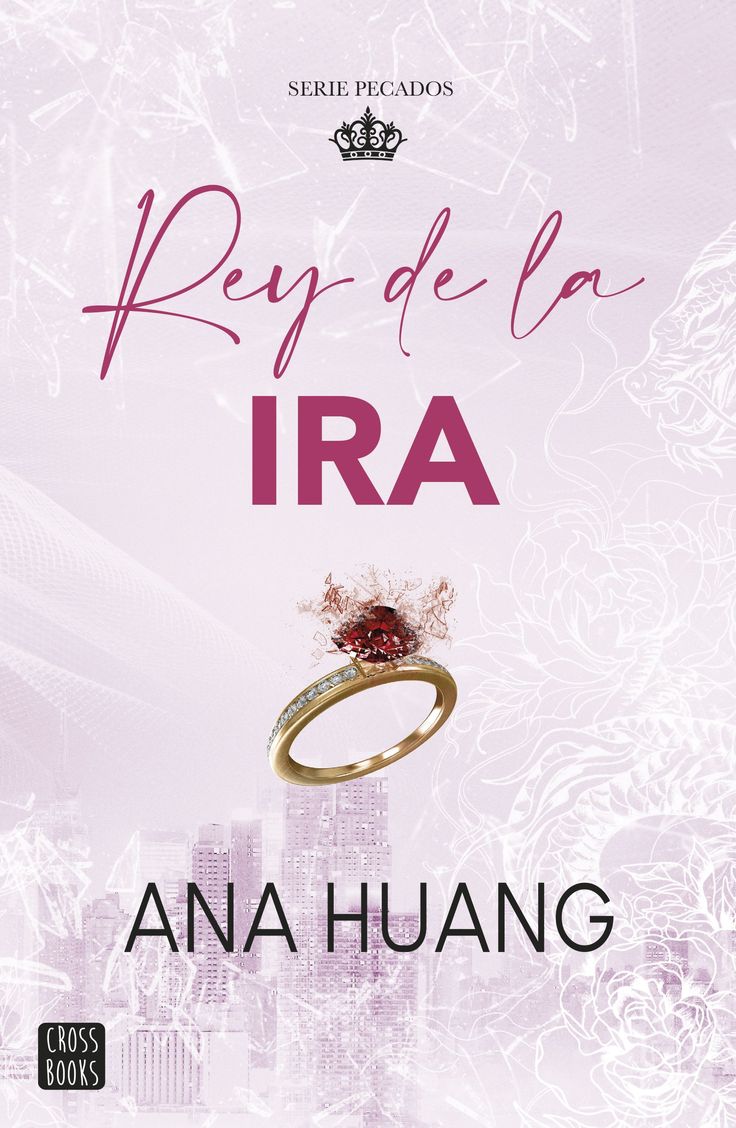 SERIE PECADOS
Rey de la
IRA
ANA HUANG
CROSS
BOOKS